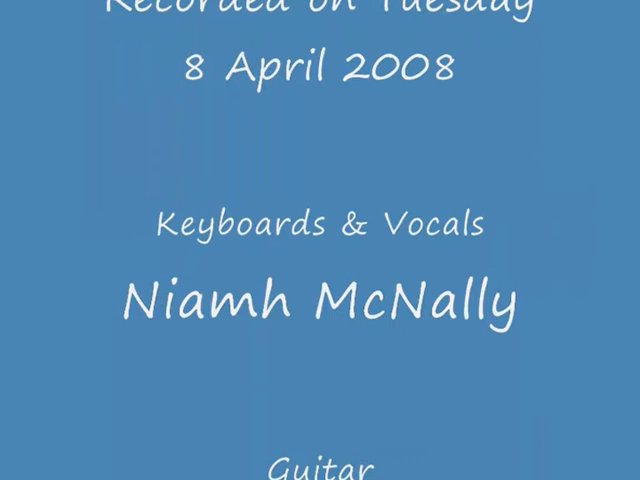 Recorded on Tuesday
8 April 2008
Keyboards & Vocals
Niamh McNally
Guitar